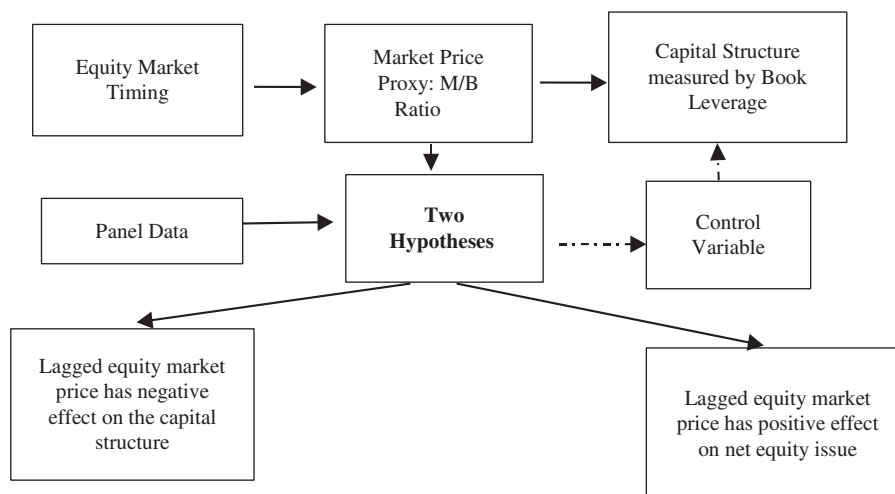 Equity Market
Timing
Market Price
Proxy: M/B
Ratio
Capital Structure
measured by Book
Leverage
Panel Data
Two
Hypotheses
Control
Variable
Lagged equity market
price has negative
effect on the capital
structure
Lagged equity market
price has positive effect
on net equity issue